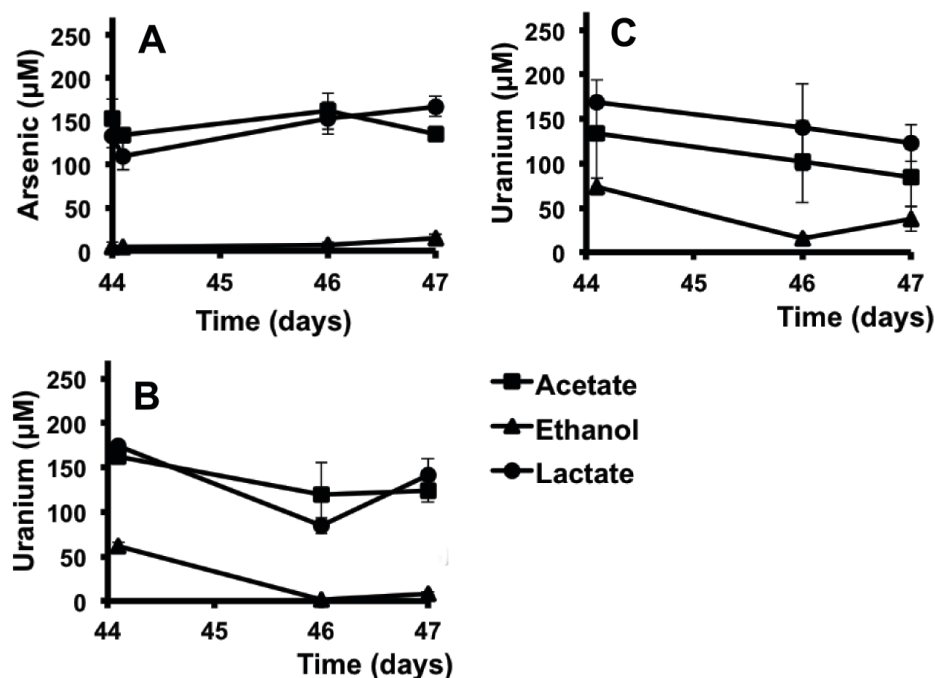 A
Arsenic (µM)
250
200
150
100
50
0
44 45 46 47
Time (days)
C
Uranium (µM)
250
200
150
100
50
0
44 45 46 47
Time (days)
B
Uranium (µM)
250
200
150
100
50
0
44 45 46 47
Time (days)
Acetate
Ethanol
Lactate